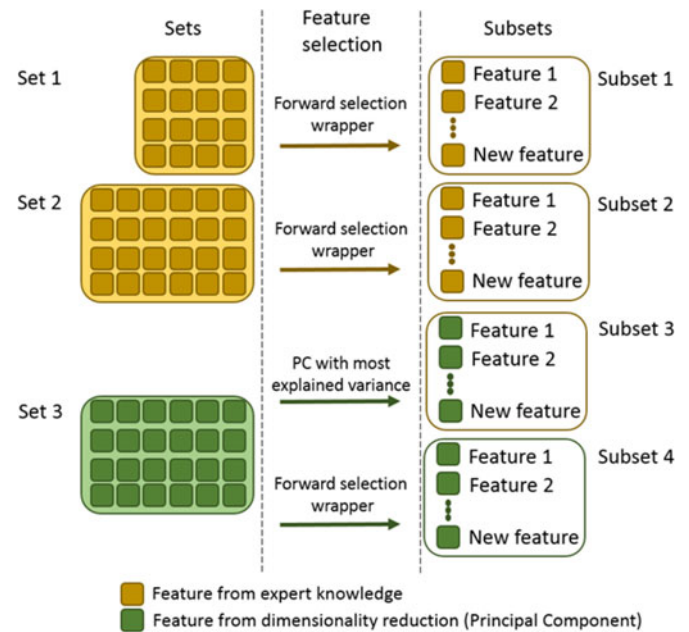 Sets
Feature
selection
Subsets
Set 1
Forward selection
wrapper
Feature 1
Feature 2
New feature
Subset 1
Set 2
Forward selection
wrapper
Feature 1
Feature 2
New feature
Subset 2
Set 3
PC with most
explained variance
Feature 1
Feature 2
New feature
Subset 3
Forward selection
wrapper
Feature 1
Feature 2
New feature
Subset 4
Feature from expert knowledge
Feature from dimensionality reduction (Principal Component)